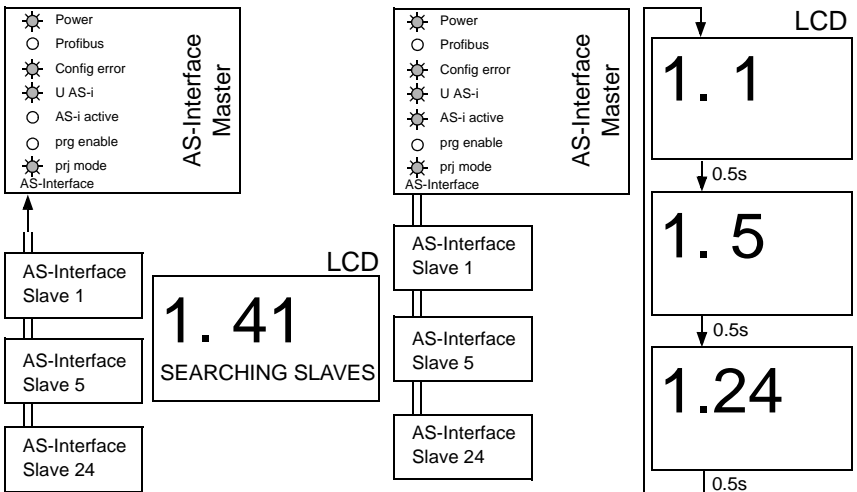 Power
Profibus
Config error
U AS-i
AS-i active
prg enable
prj mode
AS-Interface
AS-Interface
Master
AS-Interface
Slave 1
AS-Interface
Slave 5
AS-Interface
Slave 24
LCD
1. 41
SEARCHING SLAVES
Power
Profibus
Config error
U AS-i
AS-i active
prg enable
prj mode
AS-Interface
AS-Interface
Master
AS-Interface
Slave 1
AS-Interface
Slave 5
AS-Interface
Slave 24
LCD
1. 1
0.5s
1. 5
0.5s
1.24
0.5s